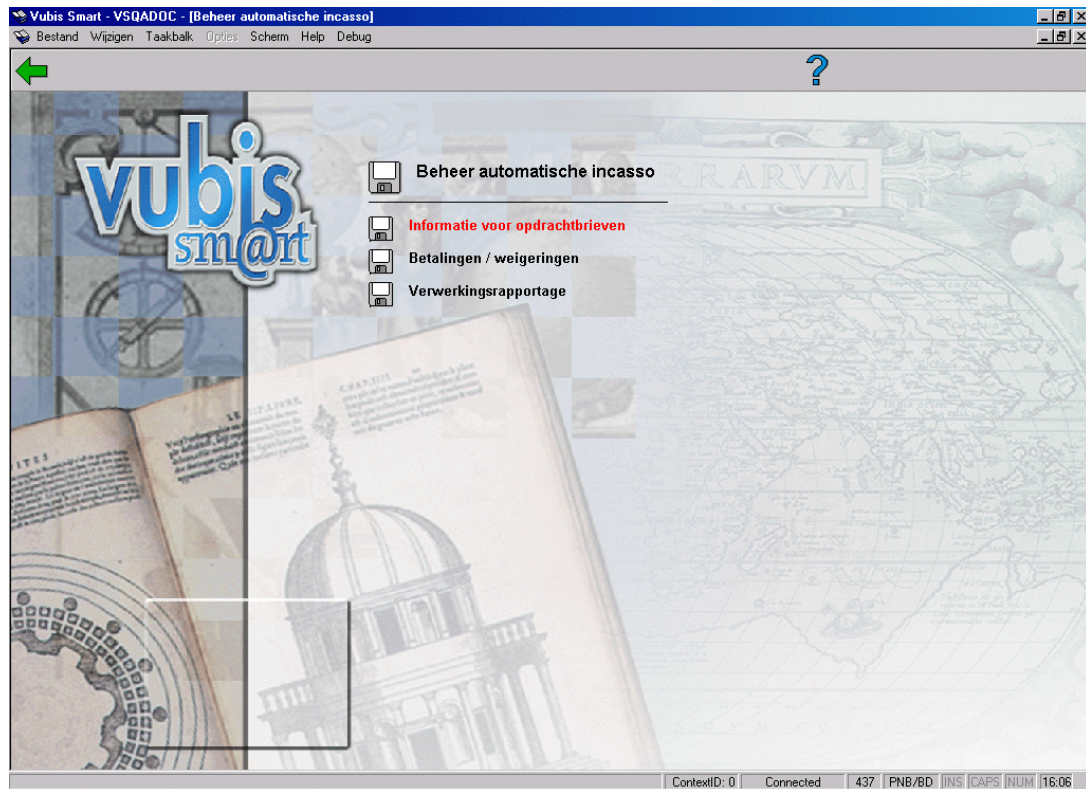 Vubis Smart - VSQADOC - [Beheer automatische incasso]
Bestand Wijzigen Taakbalk Opties Scherm Help Debug
?
vubis
sm@rt
Beheer automatische incasso
RRARVM
Informatie voor opdrachtbrieven
Betalingen / weigeringen
Verwerkingsrapportage
ContextID: 0 Connected 437 PNB/BD INS CAPS NUM 16:06